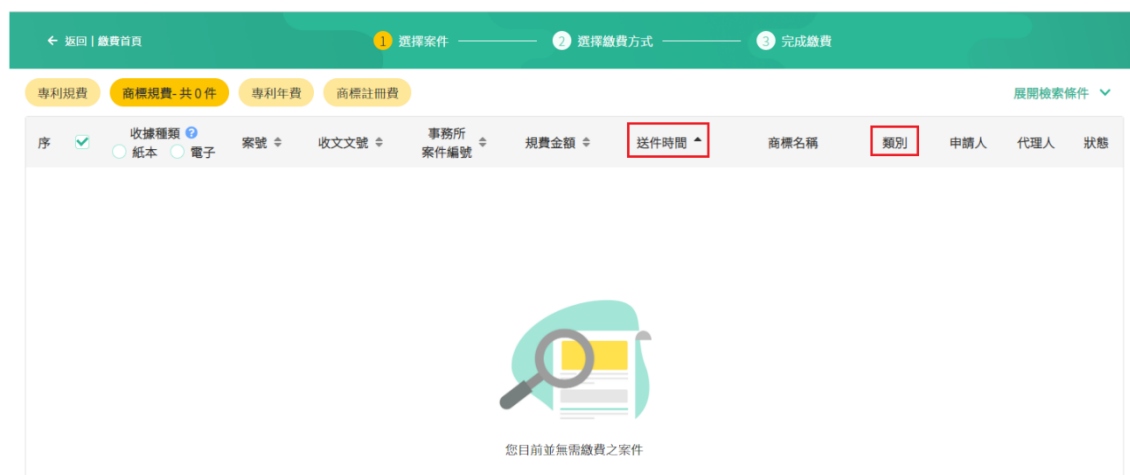 ← 返回 | 繳費首頁
1 選擇案件
2 選擇繳費方式
3 完成繳費
專利規費
商標規費-共0件
專利年費
商標註冊費
展開檢索條件
序
收據種類 ?
紙本 電子
案號
收文文號
事務所
案件編號
規費金額
送件時間
商標名稱
類別
申請人
代理人
狀態
您目前並無需繳費之案件